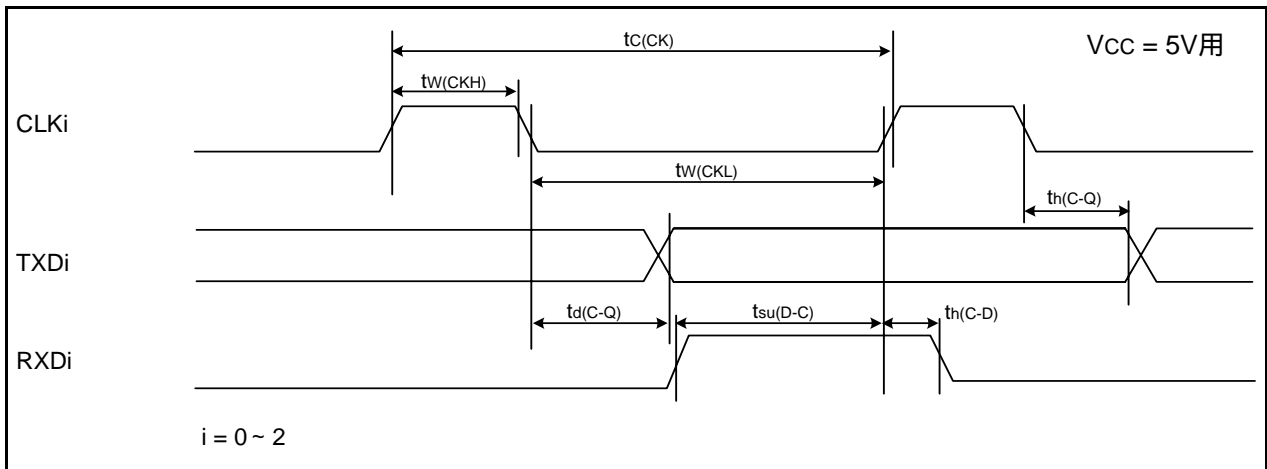 tC(CK)
VCC = 5V用
tW(CKH)
CLKi
tW(CKL)
th(C-Q)
TXDi
td(C-Q)
tsu(D-C)
th(C-D)
RXDi
i = 0 ~ 2